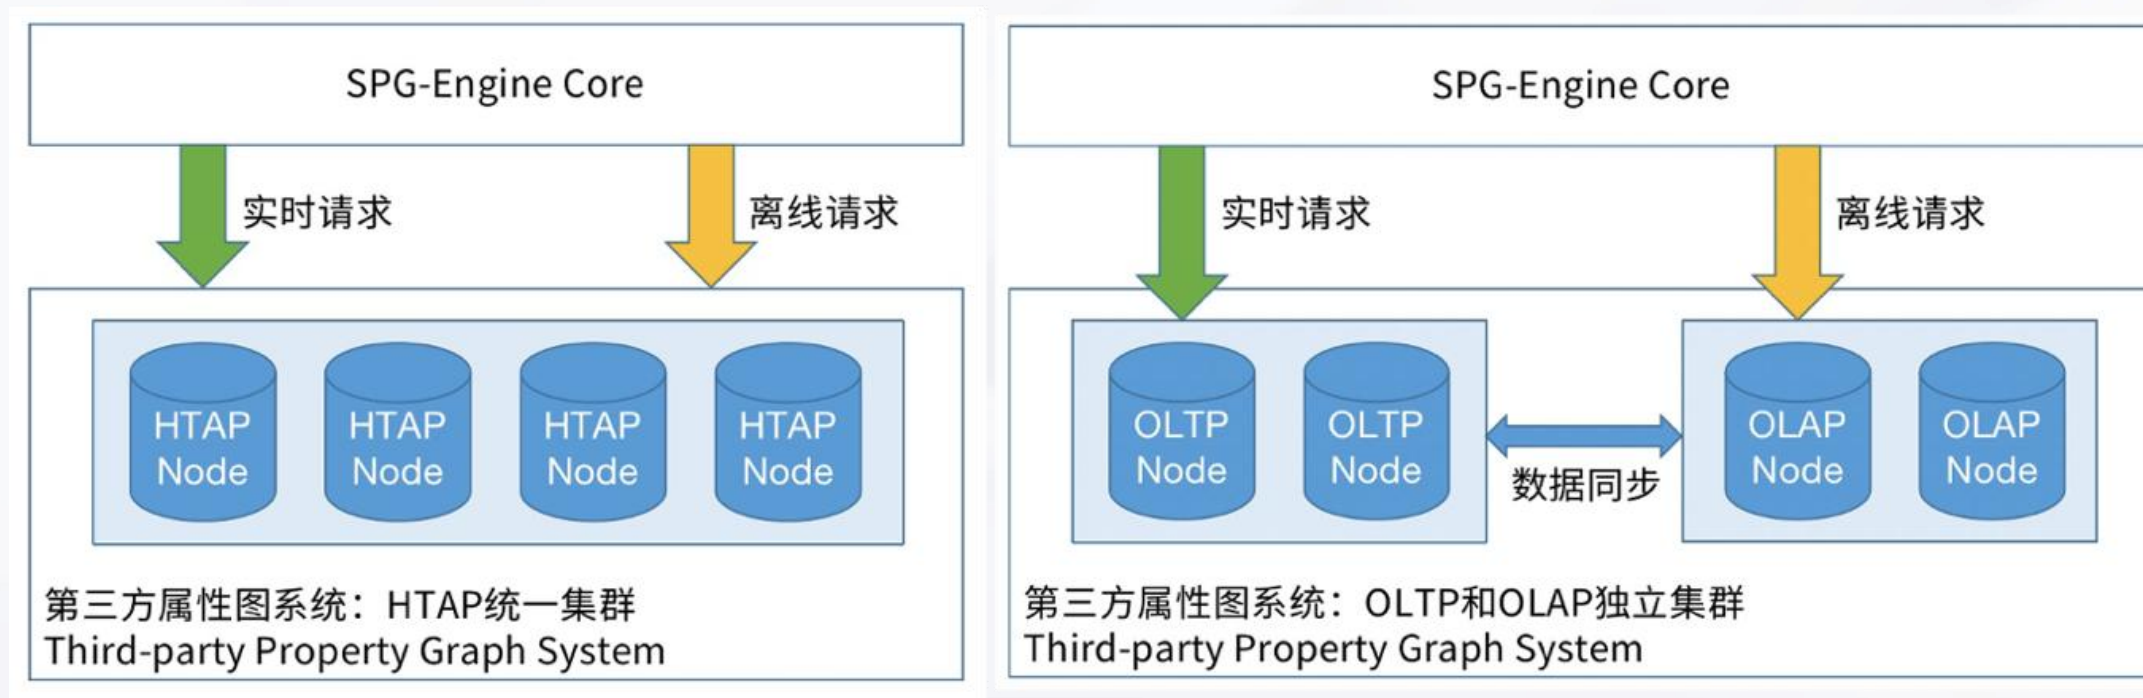 SPG-Engine Core
实时请求
离线请求
HTAP
Node
HTAP
Node
HTAP
Node
HTAP
Node
第三方属性图系统：HTAP统一集群
Third-party Property Graph System
SPG-Engine Core
实时请求
离线请求
OLTP
Node
OLTP
Node
数据同步
OLAP
Node
OLAP
Node
第三方属性图系统：OLTP和OLAP独立集群
Third-party Property Graph System